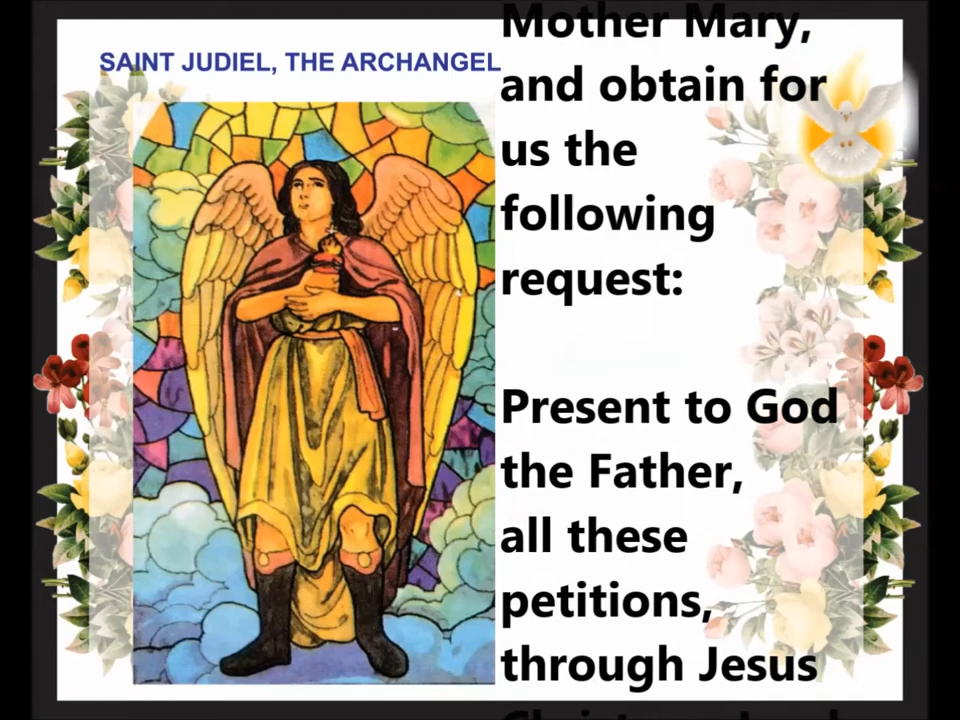 SAINT JUDIEL, THE ARCHANGEL
Mother Mary,
and obtain for
us the
following
request:
Present to God
the Father,
all these
petitions,
through Jesus